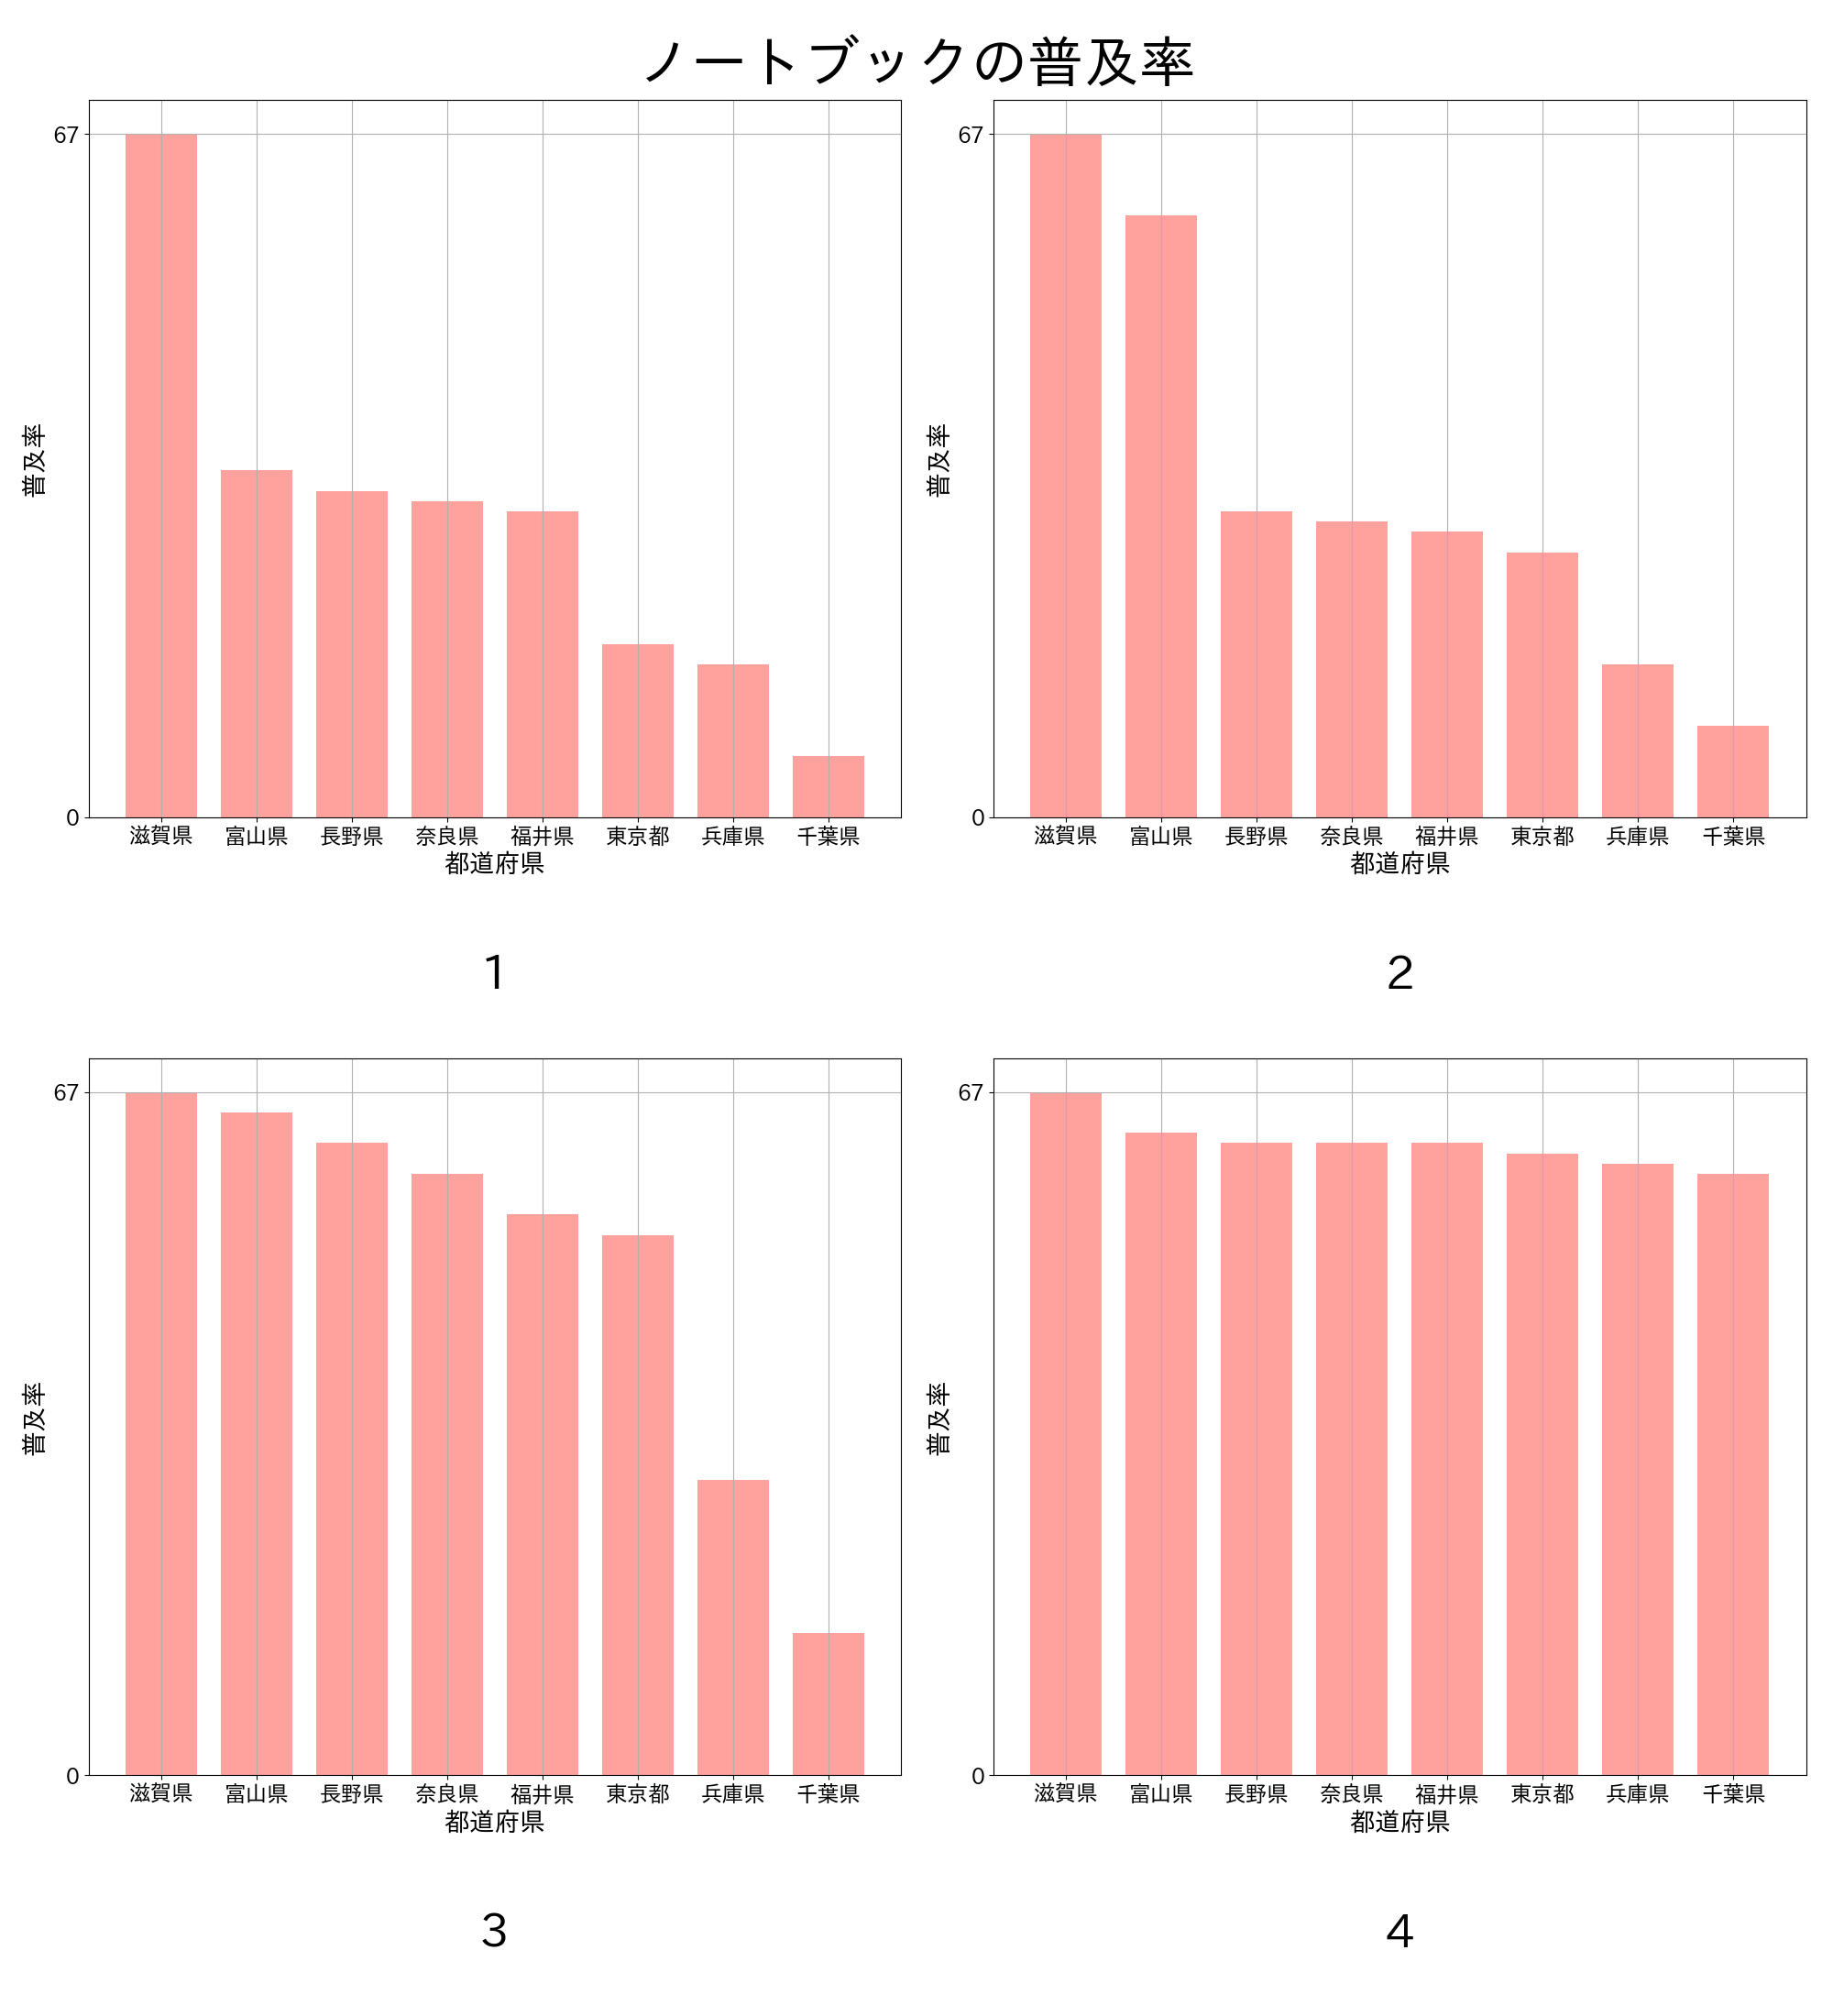 ノートブックの普及率
67
普及率
0
滋賀県 富山県 長野県 奈良県 福井県 東京都 兵庫県 千葉県
都道府県
1
67
普及率
0
滋賀県 富山県 長野県 奈良県 福井県 東京都 兵庫県 千葉県
都道府県
2
67
普及率
0
滋賀県 富山県 長野県 奈良県 福井県 東京都 兵庫県 千葉県
都道府県
3
67
普及率
0
滋賀県 富山県 長野県 奈良県 福井県 東京都 兵庫県 千葉県
都道府県
4